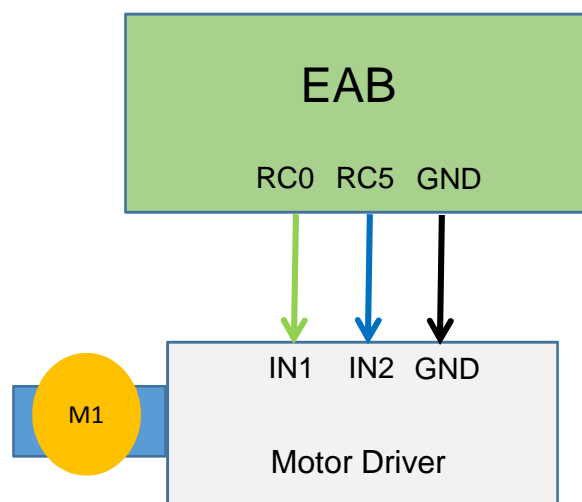 EAB
RC0 RC5 GND
IN1 IN2 GND
M1
Motor Driver